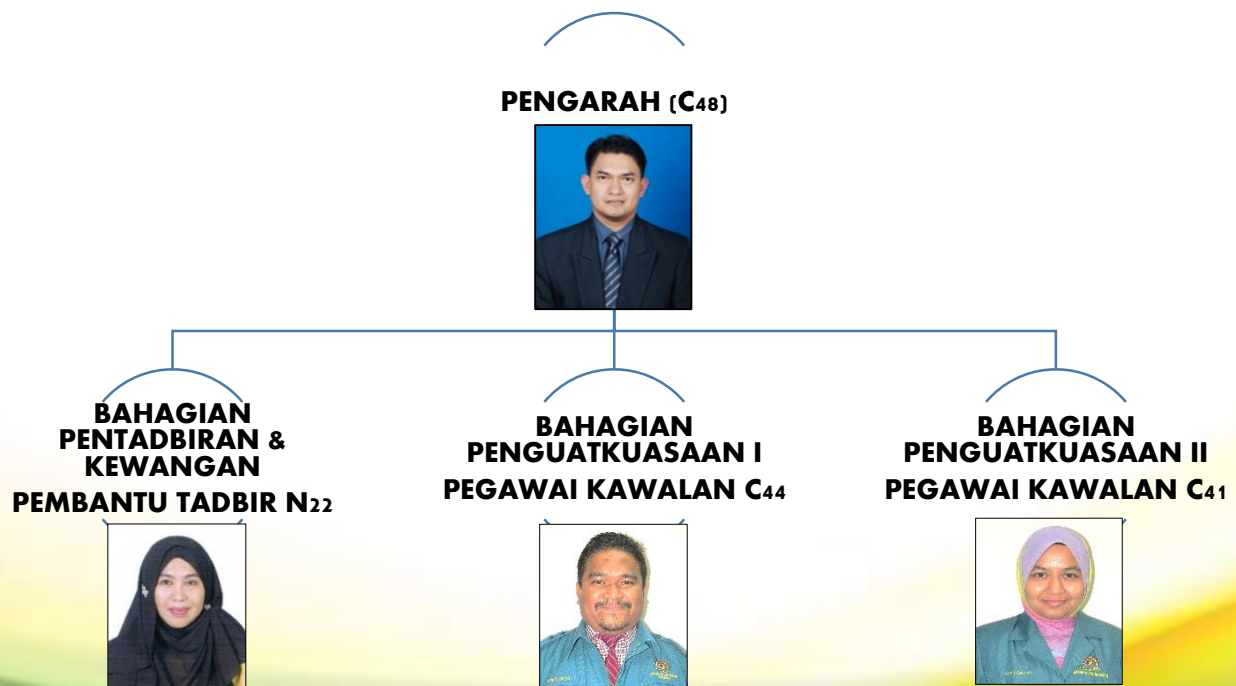 PENGARAH (C48)
BAHAGIAN
PENTADBIRAN &
KEWANGAN
PEMBANTU TADBIR N22
BAHAGIAN
PENGUATKUASAAN I
PEGAWAI KAWALAN C44
BAHAGIAN
PENGUATKUASAAN II
PEGAWAI KAWALAN C41